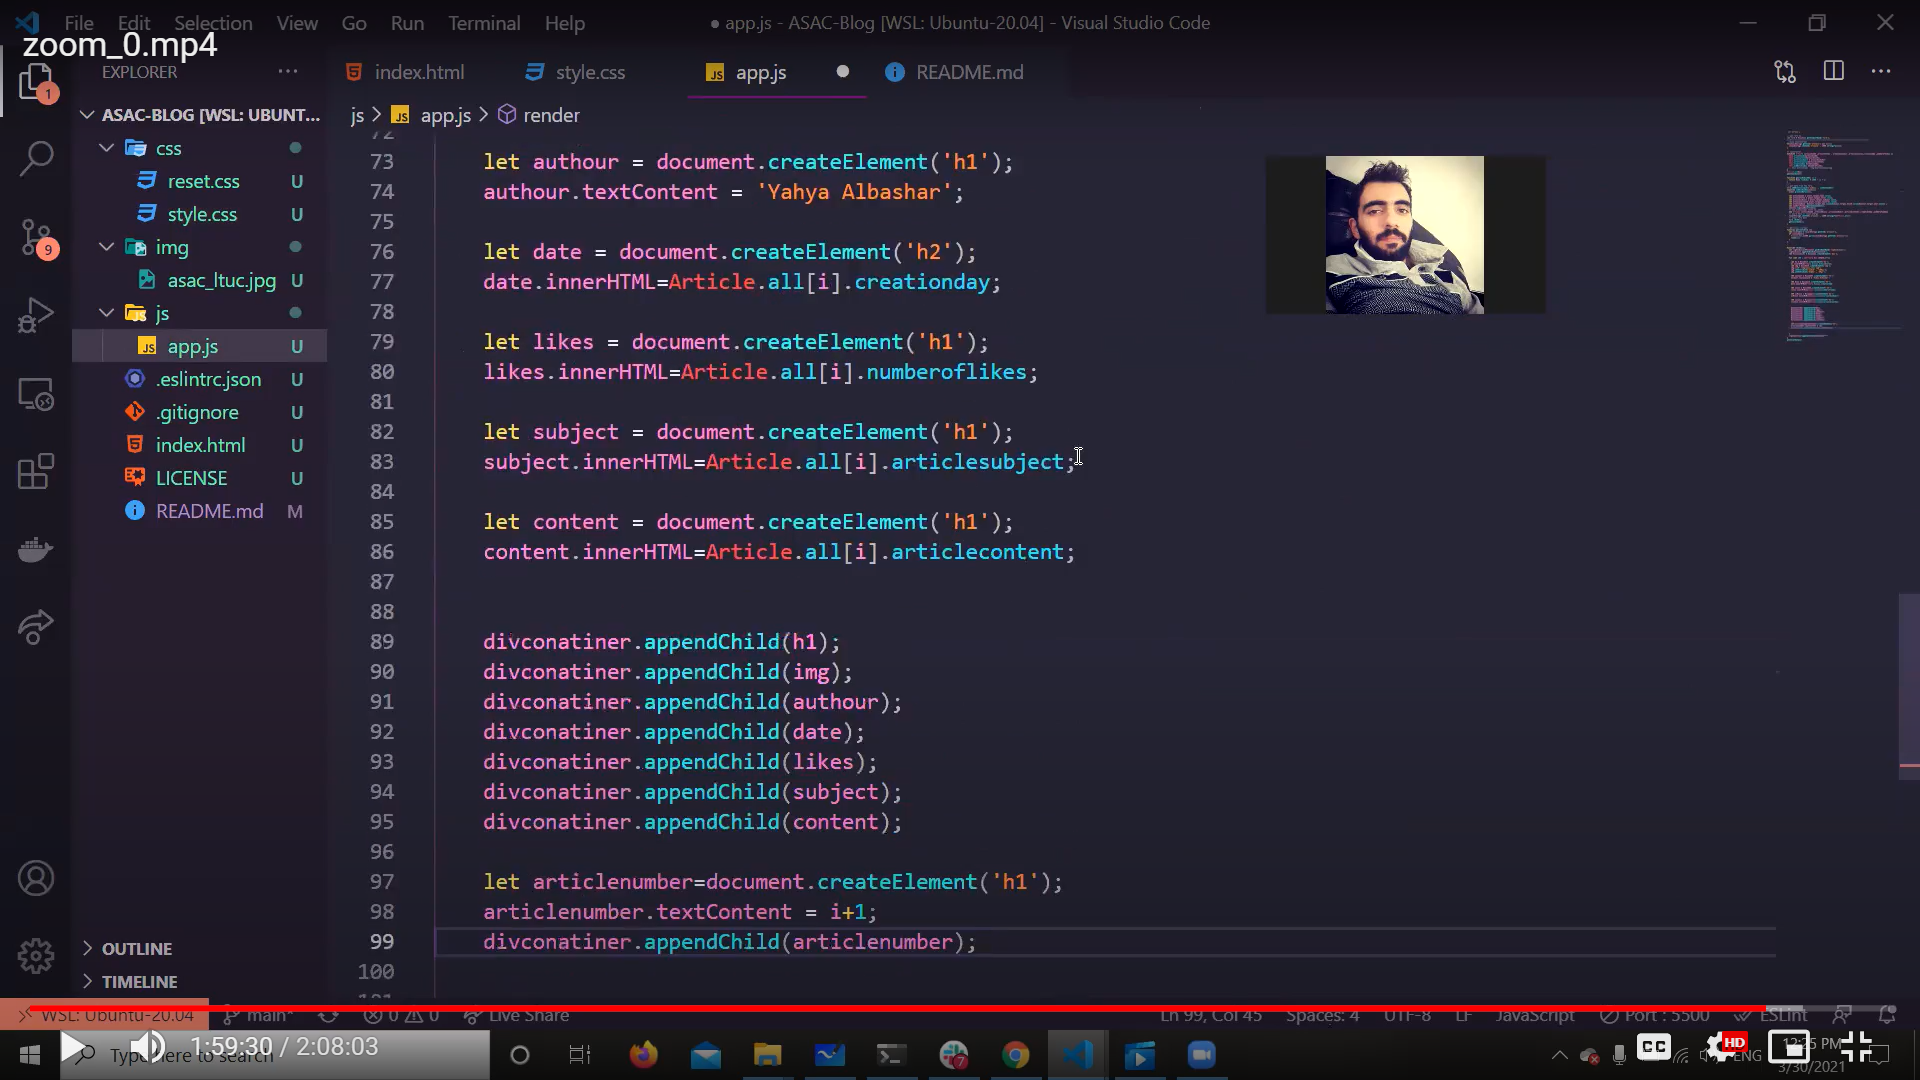 File Edit Selection View Go Run Terminal Help
● app.js - ASAC-Blog [WSL: Ubuntu-20.04] - Visual Studio Code
zoom_0.mp4
EXPLORER
index.html
style.css
app.js
README.md
1
ASAC-BLOG [WSL: UBUNT...
js > app.js > render
css
reset.css U
style.css U
img
asac_ltuc.jpg U
js
app.js U
.eslintrc.json U
.gitignore U
index.html U
LICENSE U
README.md M
9
72
73 let authour = document.createElement('h1');
74 authour.textContent = 'Yahya Albashar';
75
76 let date = document.createElement('h2');
77 date.innerHTML=Article.all[i].creationday;
78
79 let likes = document.createElement('h1');
80 likes.innerHTML=Article.all[i].numberoflikes;
81
82 let subject = document.createElement('h1');
83 subject.innerHTML=Article.all[i].articlesubject;
84
85 let content = document.createElement('h1');
86 content.innerHTML=Article.all[i].articlecontent;
87
88
89 divconatiner.appendChild(h1);
90 divconatiner.appendChild(img);
91 divconatiner.appendChild(authour);
92 divconatiner.appendChild(date);
93 divconatiner.appendChild(likes);
94 divconatiner.appendChild(subject);
95 divconatiner.appendChild(content);
96
97 let articlenumber=document.createElement('h1');
98 articlenumber.textContent = i+1;
99 divconatiner.appendChild(articlenumber);
100
OUTLINE
TIMELINE
WSL: Ubuntu-20.04 main* 0 0 Live Share
Ln 99, Col 45 Spaces: 4 UTF-8 LF JavaScript Port : 5500 ESLint
Type here to search
1:59:30 / 2:08:03
CC HD
ENG
3/30/2021